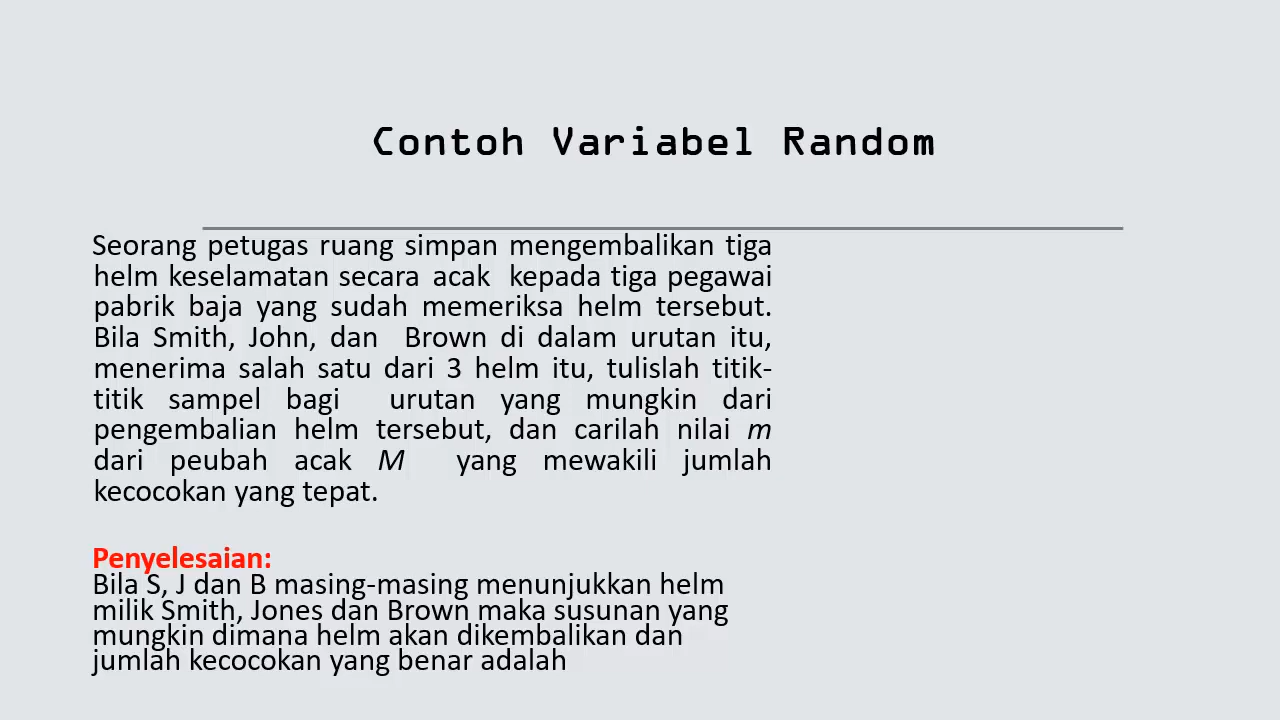 Contoh Variabel Random
Seorang petugas ruang simpan mengembalikan tiga
helm keselamatan secara acak kepada tiga pegawai
pabrik baja yang sudah memeriksa helm tersebut.
Bila Smith, John, dan Brown di dalam urutan itu,
menerima salah satu dari 3 helm itu, tulislah titik-
titik sampel bagi urutan yang mungkin dari
pengembalian helm tersebut, dan carilah nilai m
dari peubah acak M yang mewakili jumlah
kecocokan yang tepat.
Penyelesaian:
Bila S, J dan B masing-masing menunjukkan helm
milik Smith, Jones dan Brown maka susunan yang
mungkin dimana helm akan dikembalikan dan
jumlah kecocokan yang benar adalah